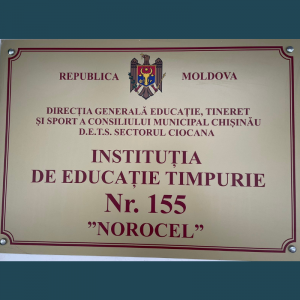 REPUBLICA MOLDOVA
DIRECȚIA GENERALĂ EDUCAȚIE, TINERET
ȘI SPORT A CONSILIULUI MUNICIPAL CHIȘINĂU
D.E.T.S. SECTORUL CIOCANA
INSTITUȚIA
DE EDUCAȚIE TIMPURIE
Nr. 155
”NOROCEL”